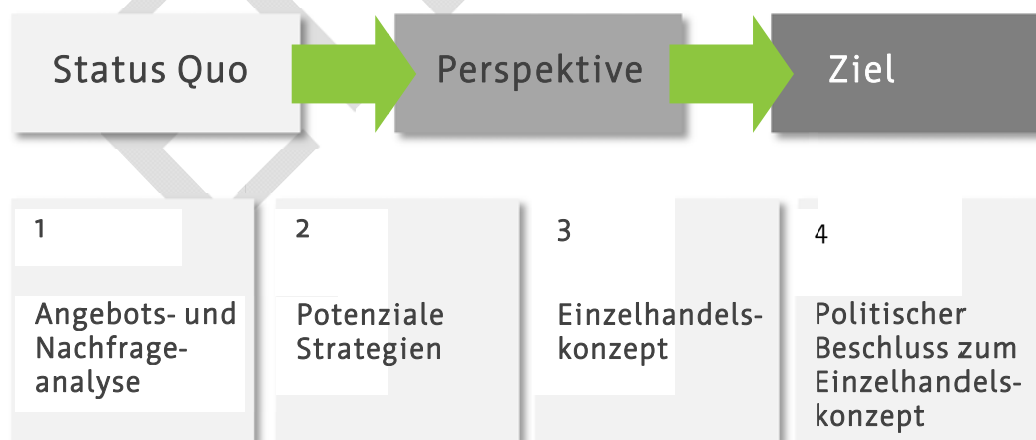 Status Quo
Perspektive
Ziel
1
Angebots- und
Nachfrage-
analyse
2
Potenziale
Strategien
3
Einzelhandels-
konzept
4
Politischer
Beschluss zum
Einzelhandels-
konzept